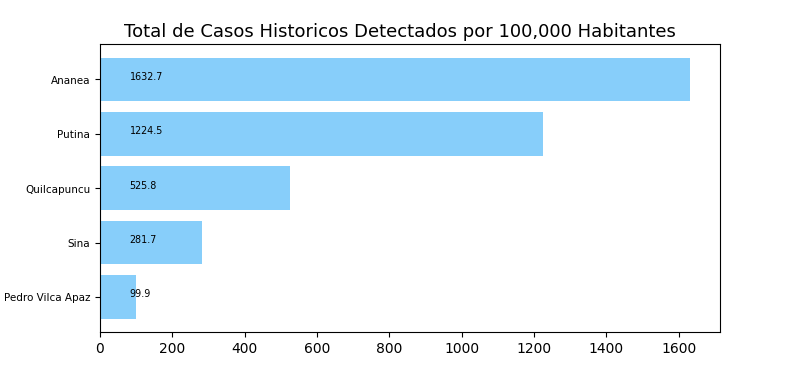 Total de Casos Historicos Detectados por 100,000 Habitantes
Ananea 1632.7
Putina 1224.5
Quilcapuncu 525.8
Sina 281.7
Pedro Vilca Apaz 99.9
0 200 400 600 800 1000 1200 1400 1600